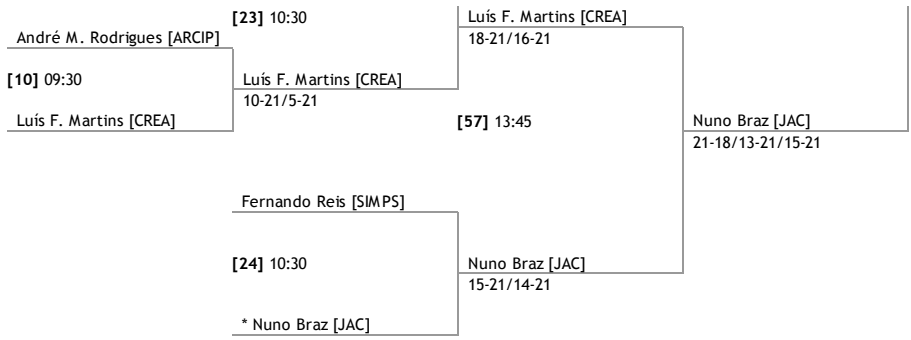 [23] 10:30
Luís F. Martins [CREA]
André M. Rodrigues [ARCIP]
18-21/16-21
[10] 09:30
Luís F. Martins [CREA]
10-21/5-21
Luís F. Martins [CREA]
[57] 13:45
Nuno Braz [JAC]
21-18/13-21/15-21
Fernando Reis [SIMPS]
[24] 10:30
Nuno Braz [JAC]
15-21/14-21
* Nuno Braz [JAC]